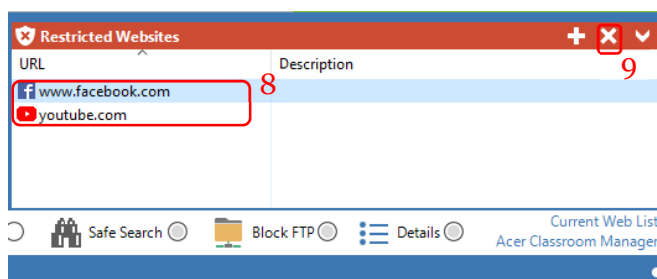 Restricted Websites
9
URL
Description
www.facebook.com
8
youtube.com
Safe Search
Block FTP
Details
Current Web List
Acer Classroom Manager